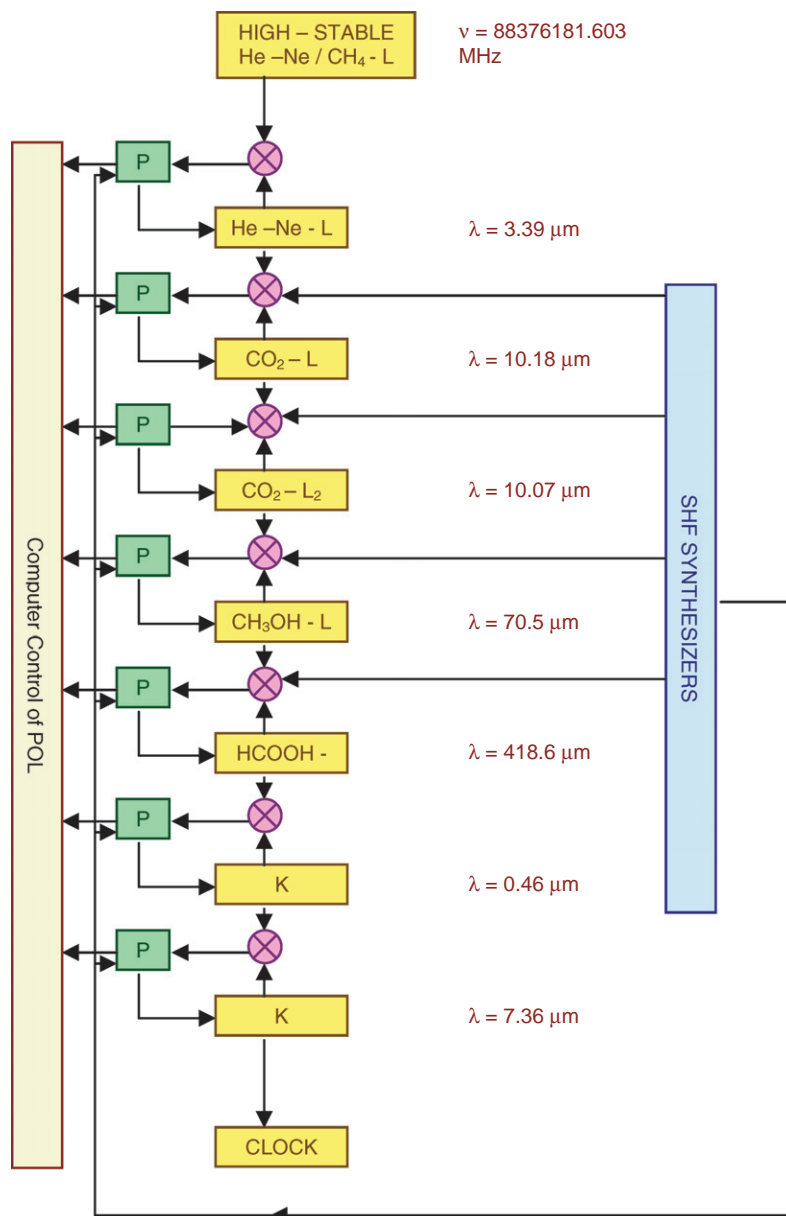 HIGH – STABLE
He –Ne / CH₄ - L
ν = 88376181.603
MHz
P
He –Ne - L
λ = 3.39 μm
P
CO₂ – L
λ = 10.18 μm
P
CO₂ – L₂
λ = 10.07 μm
P
CH₃OH - L
λ = 70.5 μm
P
HCOOH -
λ = 418.6 μm
P
K
λ = 0.46 μm
P
K
λ = 7.36 μm
CLOCK
Computer Control of POL
SHF SYNTHESIZERS